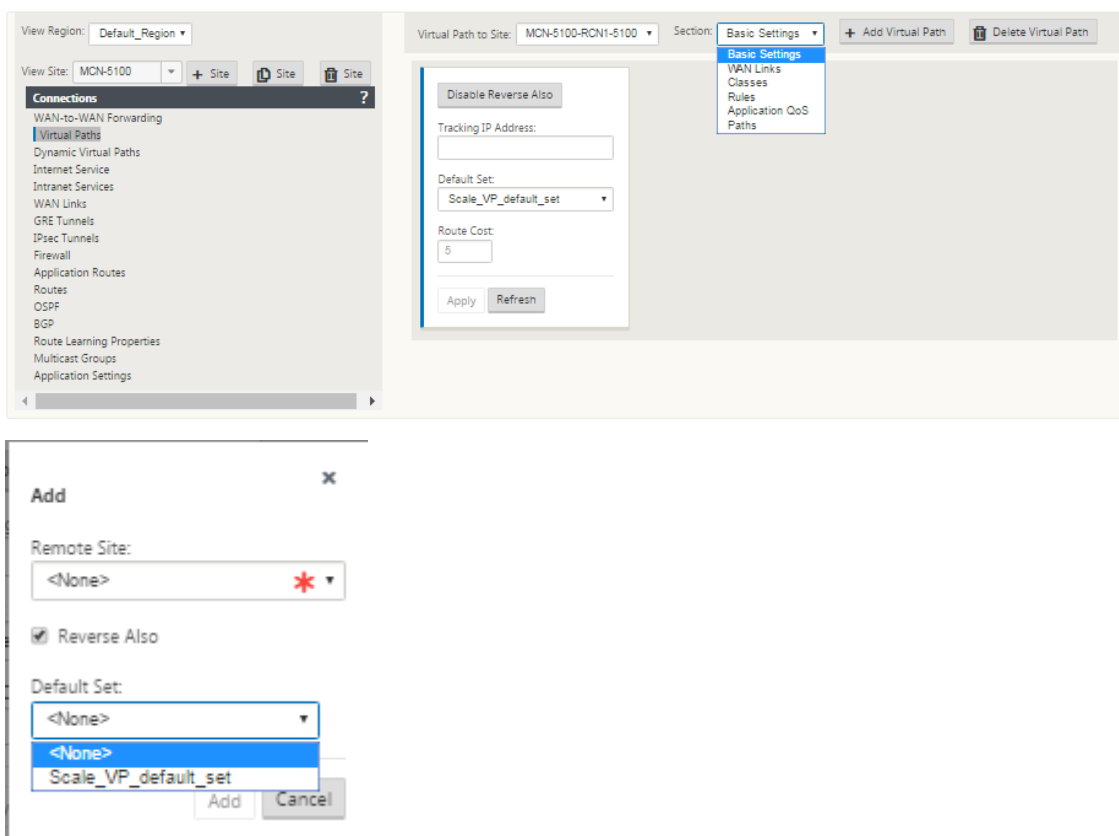 View Region: Default_Region
Virtual Path to Site: MCN-5100-RCN1-5100 Section: Basic Settings + Add Virtual Path Delete Virtual Path
Basic Settings
WAN Links
Classes
Rules
Application QoS
Paths
View Site: MCN-5100 + Site Site Site
Connections ?
WAN-to-WAN Forwarding
Virtual Paths
Dynamic Virtual Paths
Internet Service
Intranet Services
WAN Links
GRE Tunnels
IPsec Tunnels
Firewall
Application Routes
Routes
OSPF
BGP
Route Learning Properties
Multicast Groups
Application Settings
Disable Reverse Also
Tracking IP Address:
Default Set:
Scale_VP_default_set
Route Cost:
5
Apply Refresh
Add
Remote Site:
<None>
Reverse Also
Default Set:
<None>
<None>
Scale_VP_default_set
Add Cancel